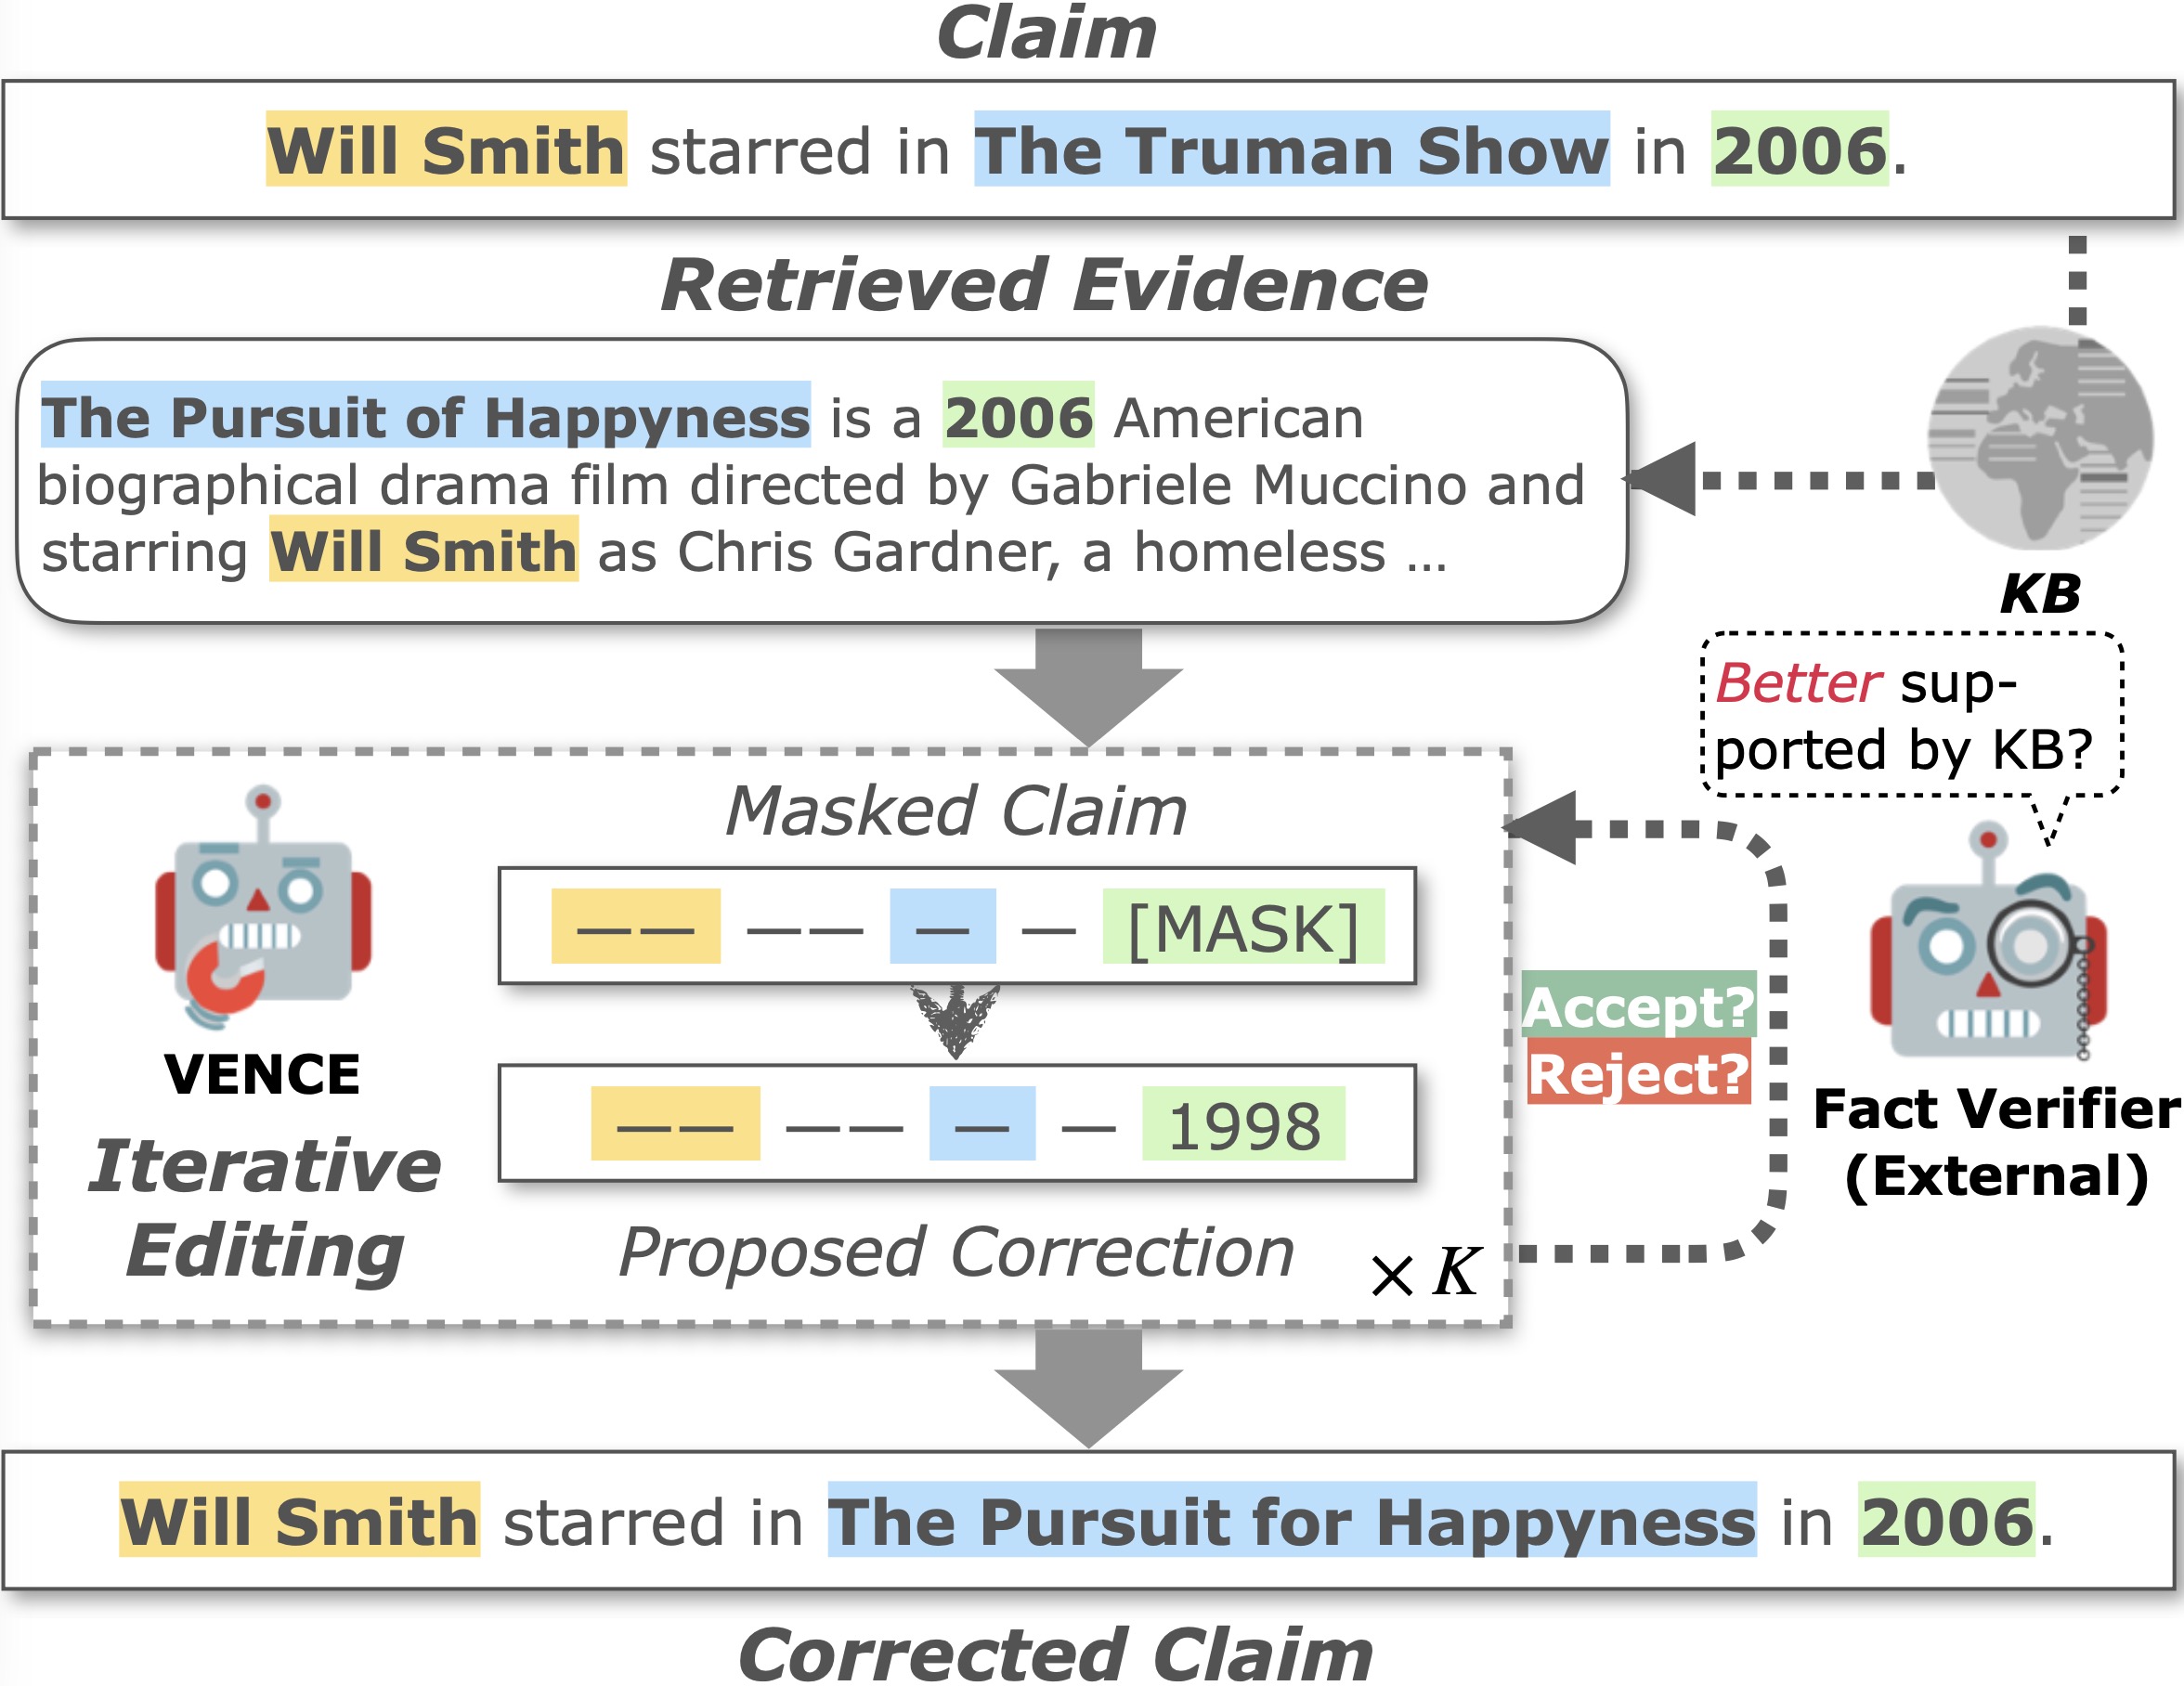 Claim
Will Smith starred in The Truman Show in 2006.
Retrieved Evidence
The Pursuit of Happyness is a 2006 American
biographical drama film directed by Gabriele Muccino and
starring Will Smith as Chris Gardner, a homeless ...
KB
Better sup-
ported by KB?
Masked Claim
—— —— — — [MASK]
VENCE
Iterative
Editing
—— —— — — 1998
Proposed Correction
× K
Accept?
Reject?
Fact Verifier
(External)
Will Smith starred in The Pursuit for Happyness in 2006.
Corrected Claim